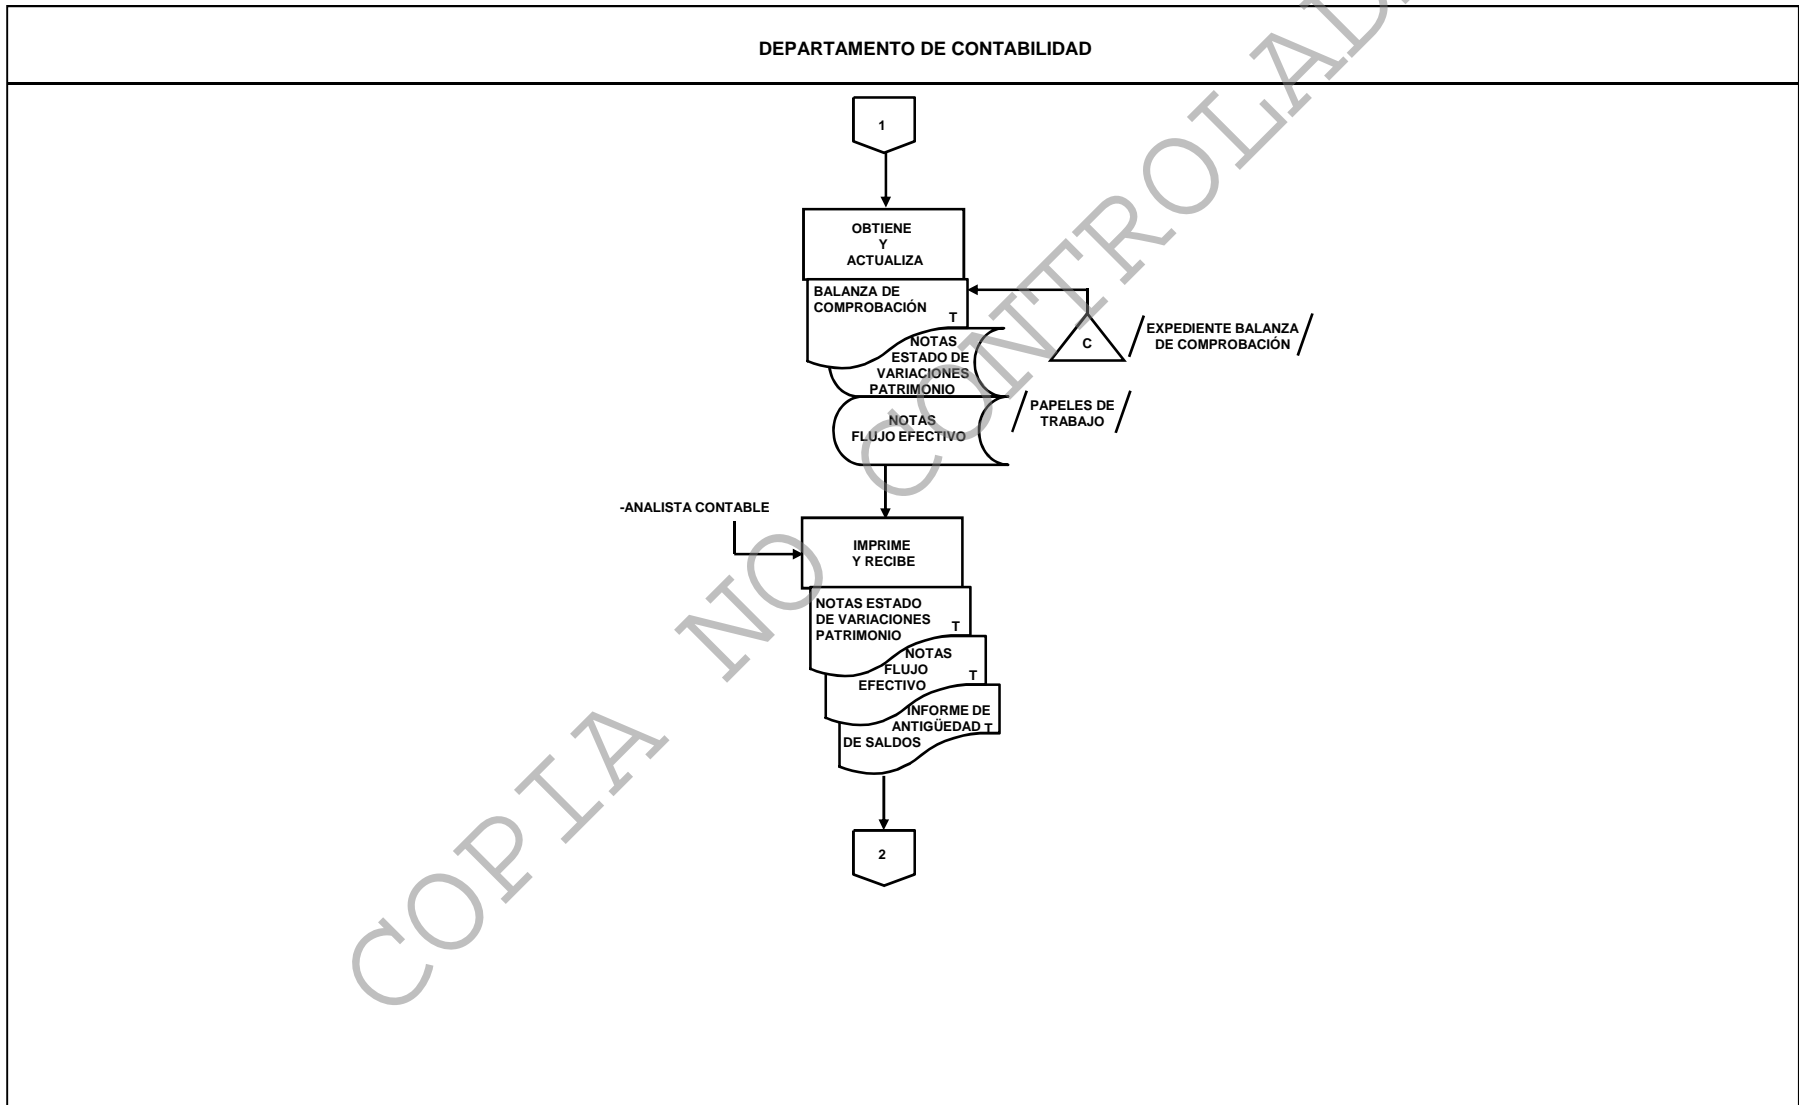 DEPARTAMENTO DE CONTABILIDAD
1
OBTIENE
Y
ACTUALIZA
BALANZA DE
COMPROBACIÓN
T
NOTAS
ESTADO DE
VARIACIONES
PATRIMONIO
C
EXPEDIENTE BALANZA
DE COMPROBACIÓN
NOTAS
FLUJO EFECTIVO
PAPELES DE
TRABAJO
-ANALISTA CONTABLE
IMPRIME
Y RECIBE
NOTAS ESTADO
DE VARIACIONES
PATRIMONIO
T
NOTAS
FLUJO
EFECTIVO
T
INFORME DE
ANTIGÜEDAD
T
DE SALDOS
2
COPIA NO CONTROLAD